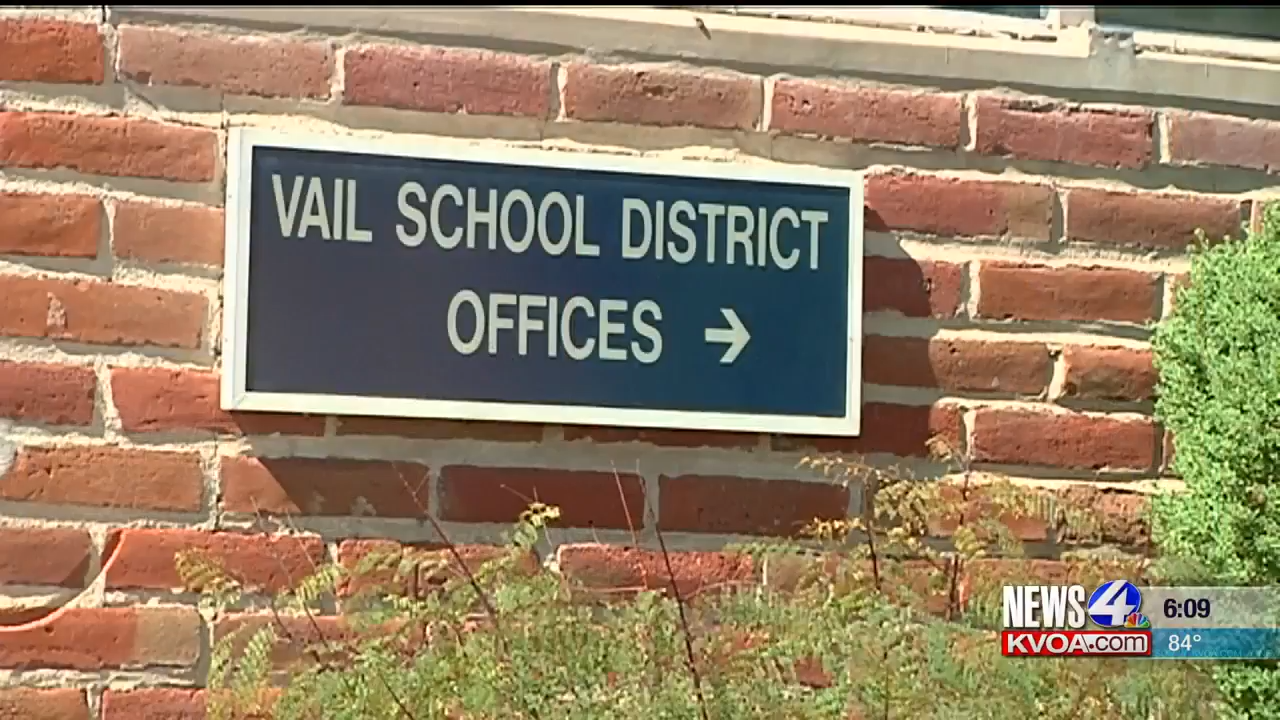 VAIL SCHOOL DISTRICT
OFFICES →
NEWS 4
KVOA.com
6:09
84°